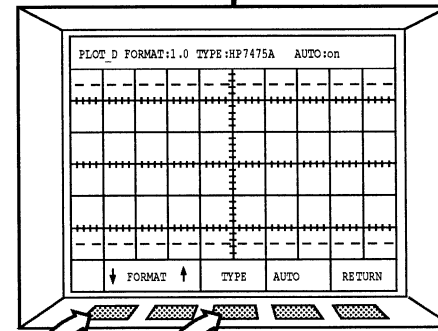 PLOT_D FORMAT:1.0 TYPE:HP7475A AUTO:on
↓ FORMAT ↑ TYPE AUTO RETURN